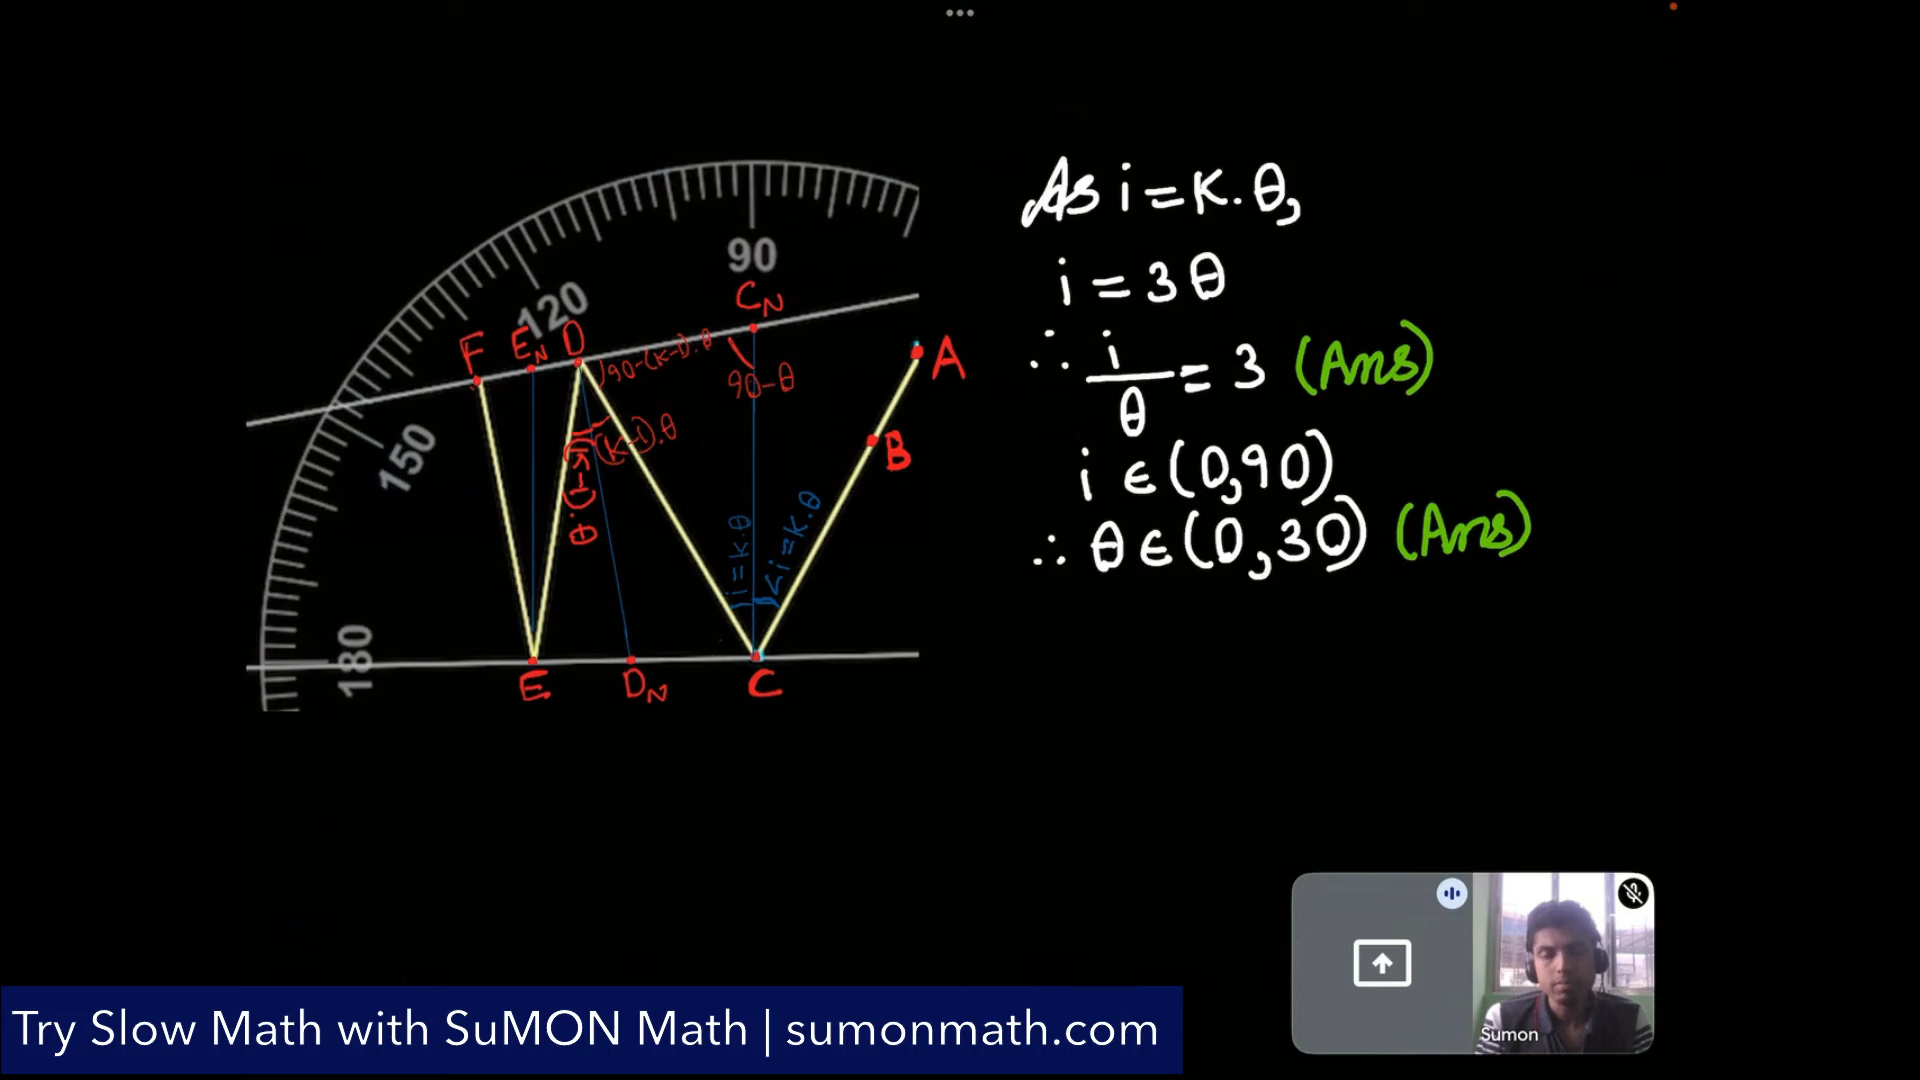 As i = K.θ,
i = 3θ
∴ i/θ = 3 (Ans)
i ∈ (0,90)
∴ θ ∈ (0,30) (Ans)
90
120
150
180
C_N
A
B
F
E_N
D
90-(K-1).θ
90-θ
(K-1).θ
(K-1).θ
i=K.θ
<i=K.θ
E
D_N
C
Try Slow Math with SuMON Math | sumonmath.com
Sumon